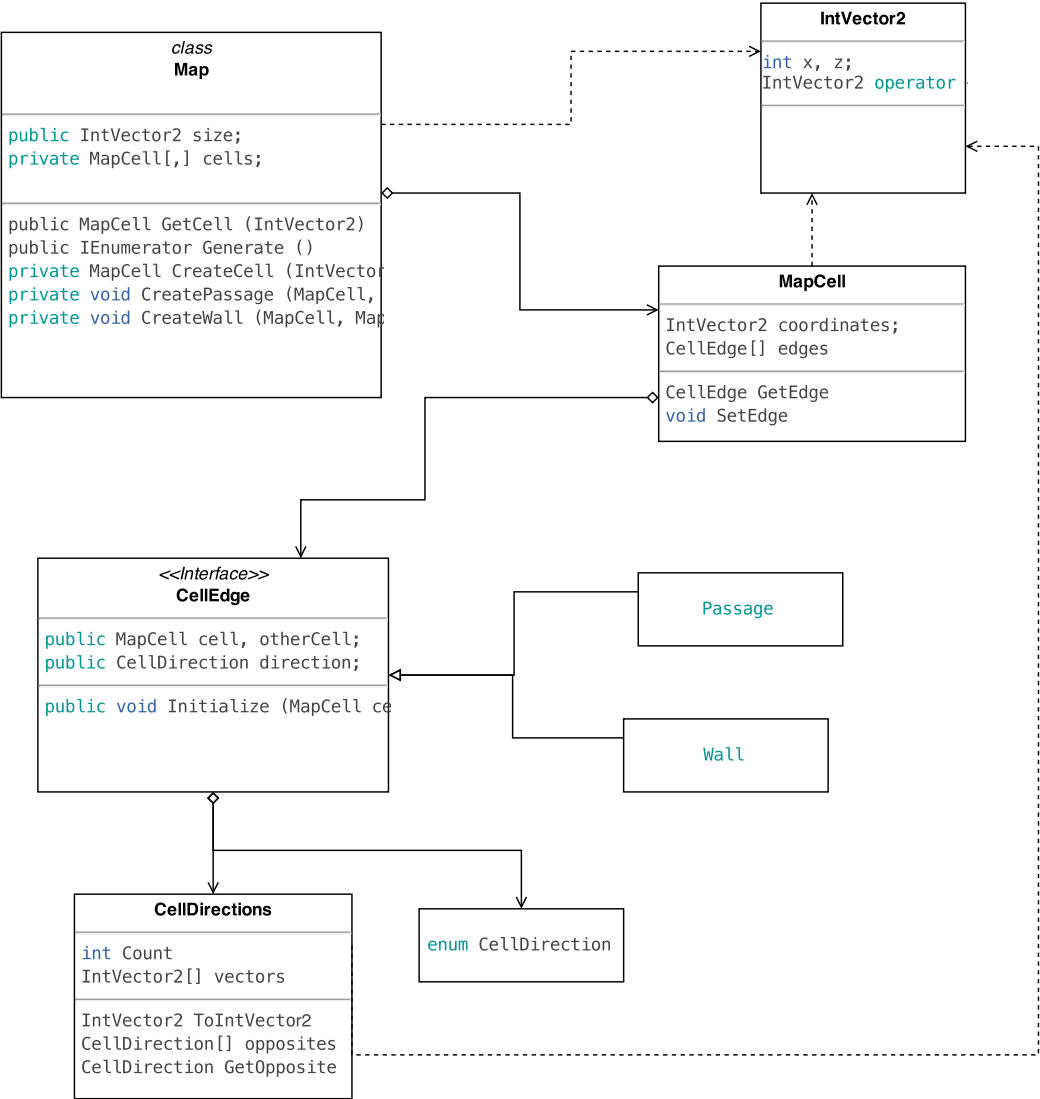 class
Map
public IntVector2 size;
private MapCell[,] cells;
public MapCell GetCell (IntVector2)
public IEnumerator Generate ()
private MapCell CreateCell (IntVector
private void CreatePassage (MapCell,
private void CreateWall (MapCell, Map
IntVector2
int x, z;
IntVector2 operator
MapCell
IntVector2 coordinates;
CellEdge[] edges
CellEdge GetEdge
void SetEdge
<<Interface>>
CellEdge
public MapCell cell, otherCell;
public CellDirection direction;
public void Initialize (MapCell ce
Passage
Wall
CellDirections
int Count
IntVector2[] vectors
IntVector2 ToIntVector2
CellDirection[] opposites
CellDirection GetOpposite
enum CellDirection